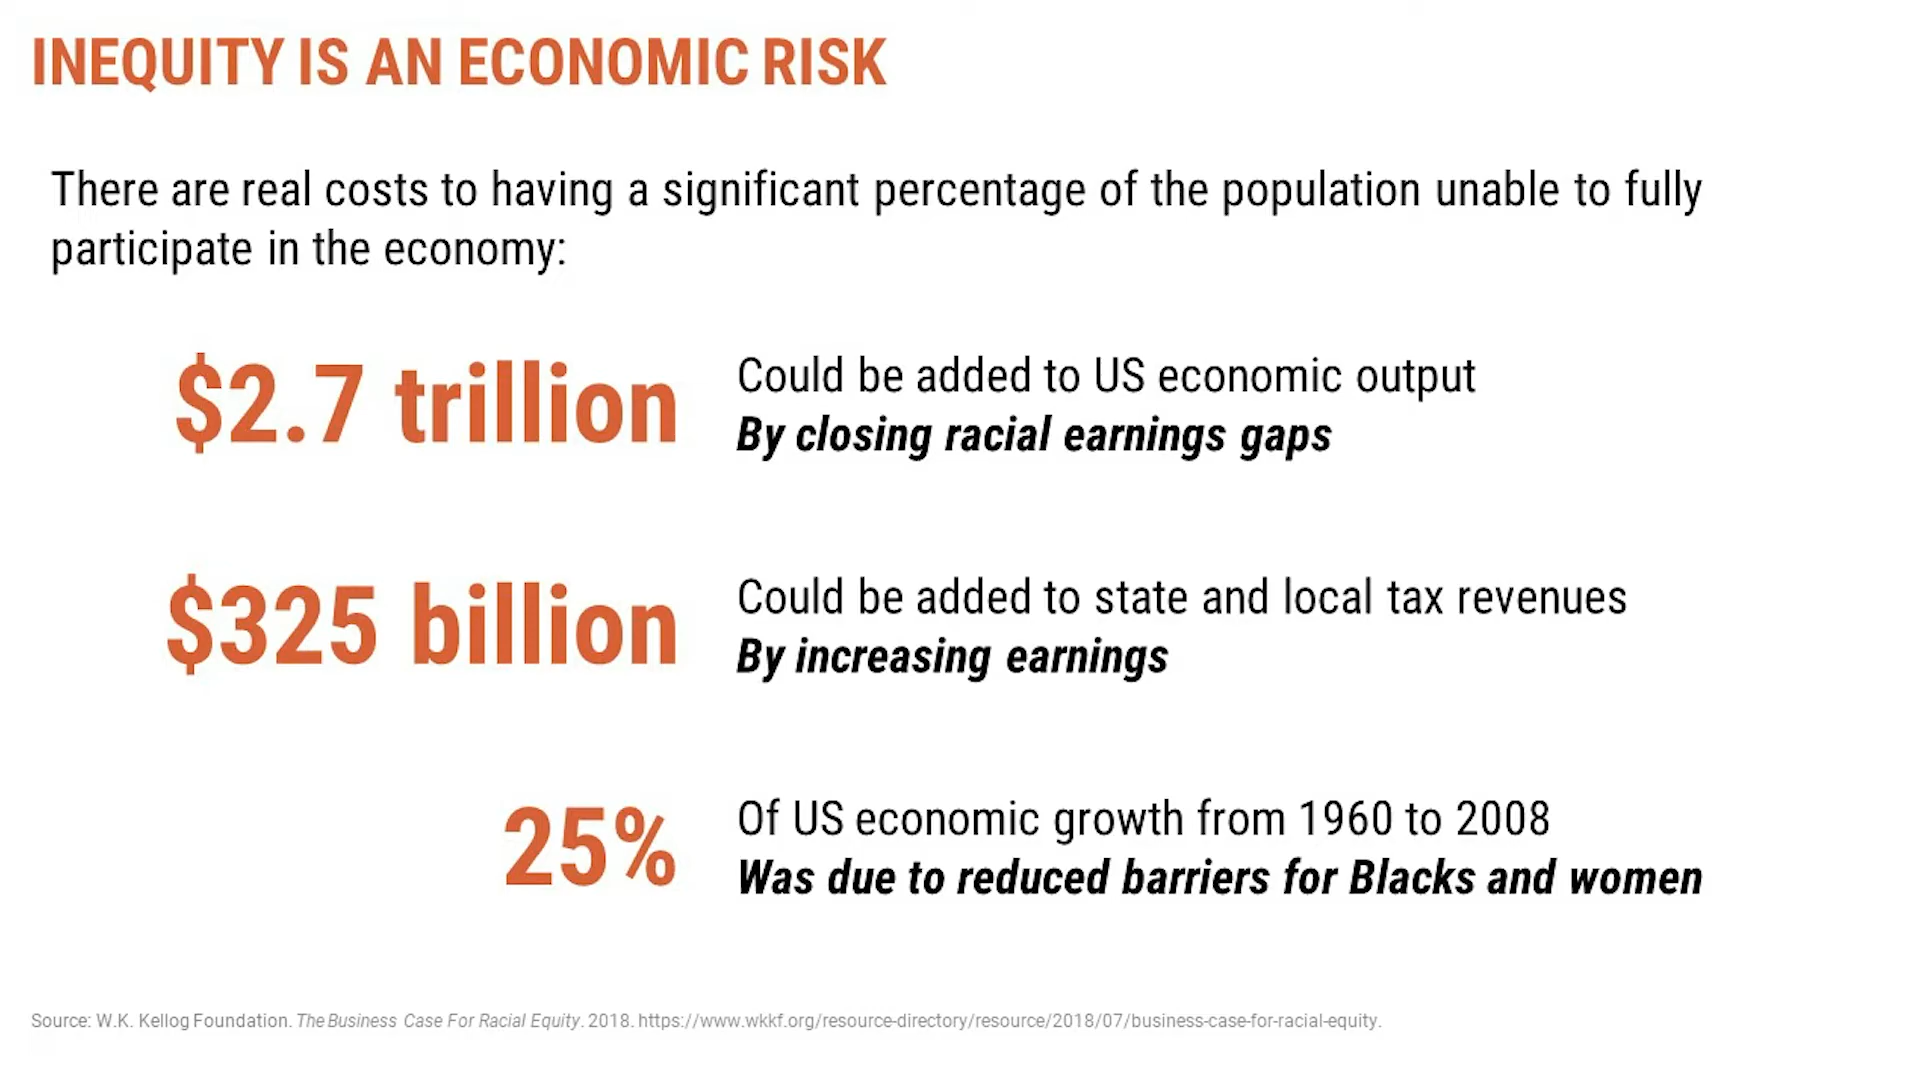 INEQUITY IS AN ECONOMIC RISK
There are real costs to having a significant percentage of the population unable to fully
participate in the economy:
$2.7 trillion
Could be added to US economic output
By closing racial earnings gaps
$325 billion
Could be added to state and local tax revenues
By increasing earnings
25%
Of US economic growth from 1960 to 2008
Was due to reduced barriers for Blacks and women
Source: W.K. Kellog Foundation. The Business Case For Racial Equity. 2018. https://www.wkkf.org/resource-directory/resource/2018/07/business-case-for-racial-equity.